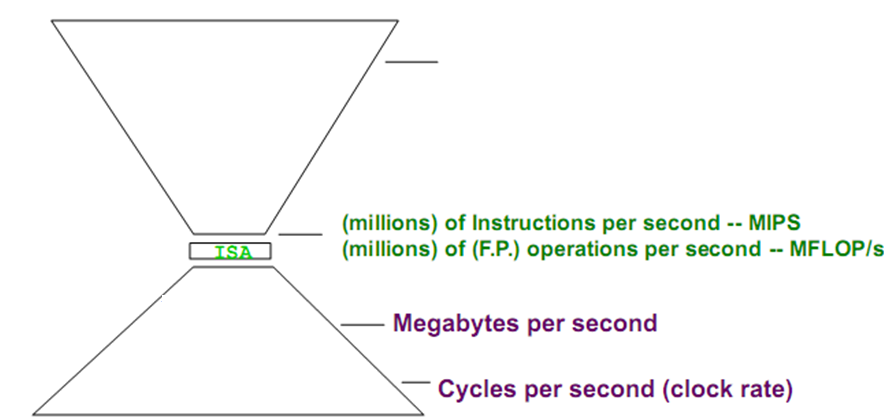 (millions) of Instructions per second -- MIPS
ISA
(millions) of (F.P.) operations per second -- MFLOP/s
Megabytes per second
Cycles per second (clock rate)